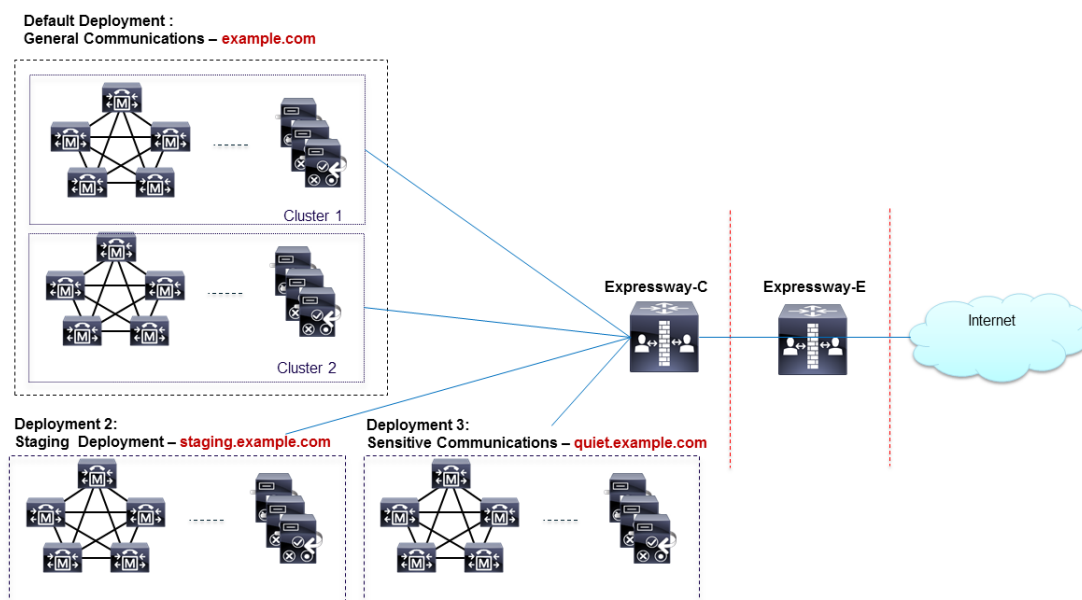 Default Deployment :
General Communications – example.com
M
M
M
M
M
Cluster 1
M
M
M
M
M
Cluster 2
Expressway-C
Expressway-E
Internet
Deployment 2:
Staging Deployment – staging.example.com
M
M
M
M
M
Deployment 3:
Sensitive Communications – quiet.example.com
M
M
M
M
M